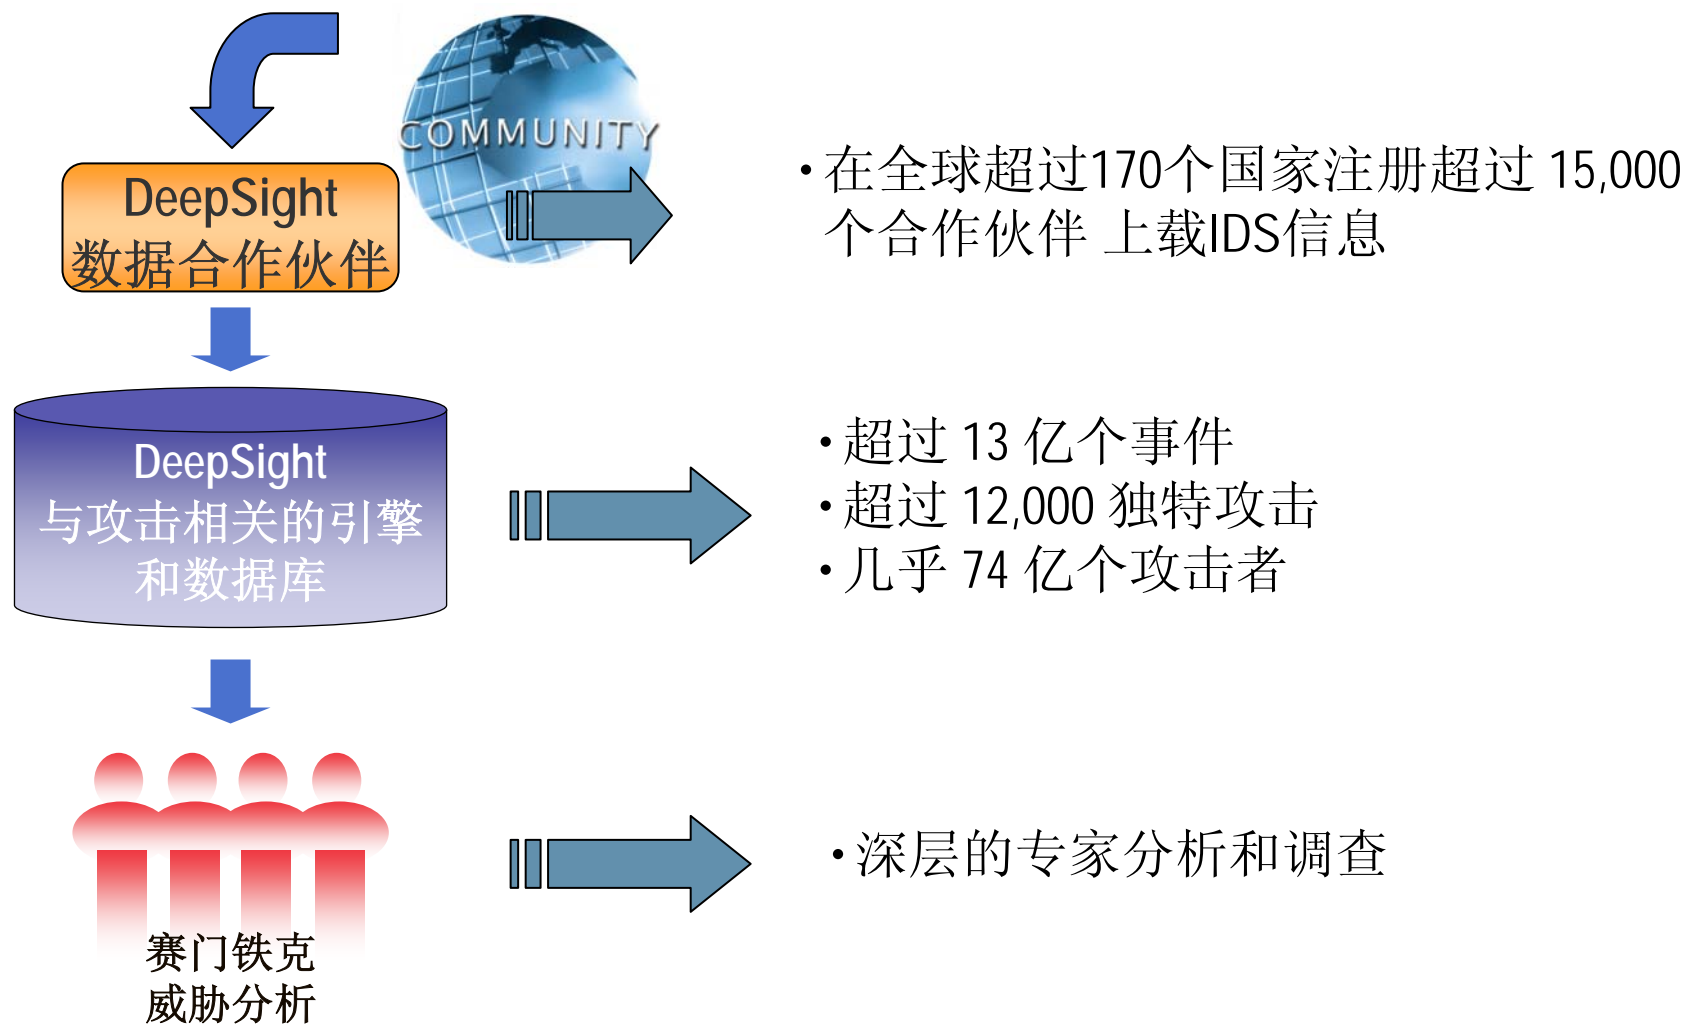 COMMUNITY
DeepSight
数据合作伙伴
•在全球超过170个国家注册超过 15,000
个合作伙伴 上载IDS信息
DeepSight
与攻击相关的引擎
和数据库
•超过 13 亿个事件
•超过 12,000 独特攻击
•几乎 74 亿个攻击者
赛门铁克
威胁分析
•深层的专家分析和调查